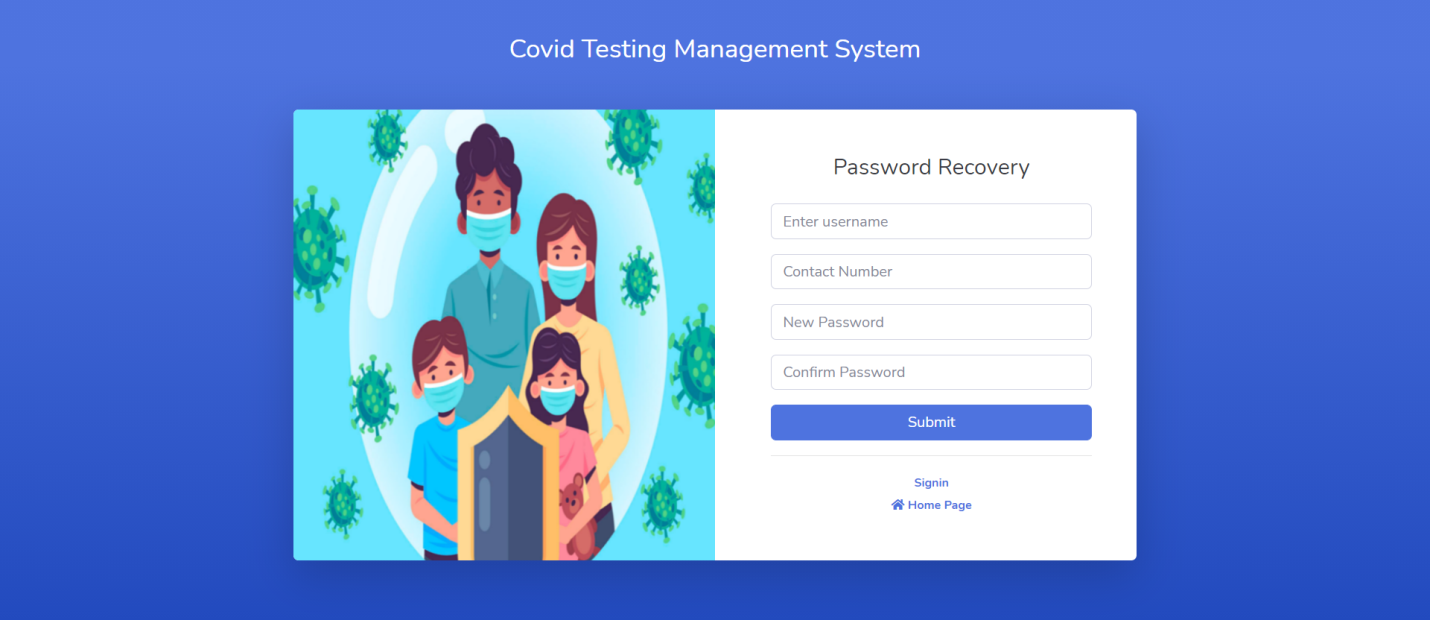 Covid Testing Management System
Password Recovery
Enter username
Contact Number
New Password
Confirm Password
Submit
Signin
Home Page